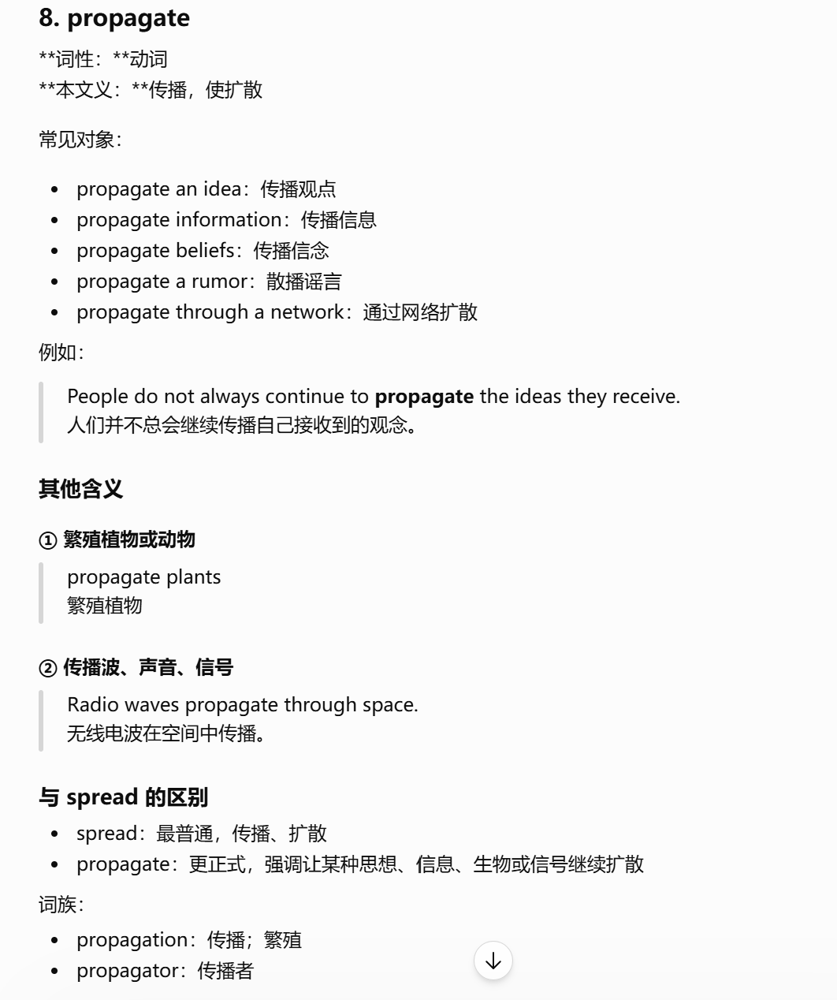 8. propagate
**词性：**动词
**本文义：**传播，使扩散
常见对象：
• propagate an idea：传播观点
• propagate information：传播信息
• propagate beliefs：传播信念
• propagate a rumor：散播谣言
• propagate through a network：通过网络扩散
例如：
People do not always continue to propagate the ideas they receive.
人们并不总会继续传播自己接收到的观念。
其他含义
① 繁殖植物或动物
propagate plants
繁殖植物
② 传播波、声音、信号
Radio waves propagate through space.
无线电波在空间中传播。
与 spread 的区别
• spread：最普通，传播、扩散
• propagate：更正式，强调让某种思想、信息、生物或信号继续扩散
词族：
• propagation：传播；繁殖
• propagator：传播者